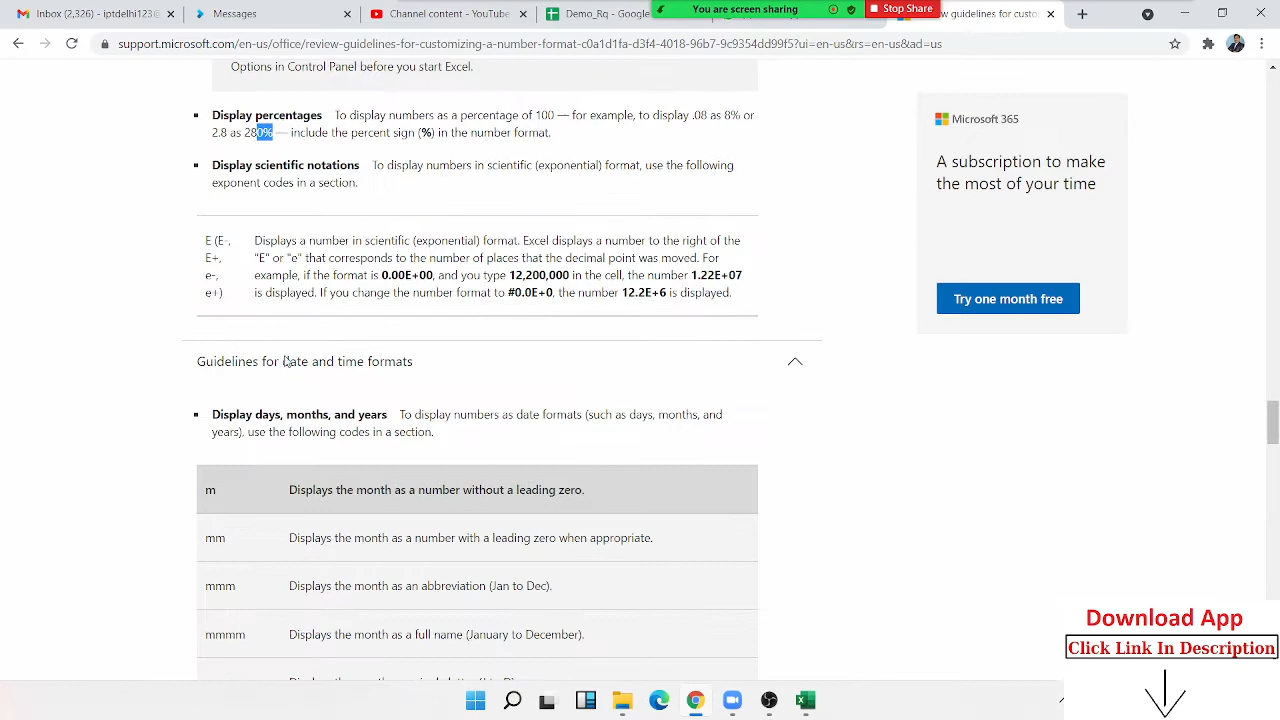 Inbox (2,326) - iptdel8123@
Messages
Channel content - YouTube
Demo_Rq - Google
You are screen sharing
Stop Share
w guidelines for custo
support.microsoft.com/en-us/office/review-guidelines-for-customizing-a-number-format-c0a1d1fa-d3f4-4018-96b7-9c9354dd99f5?ui=en-us&rs=en-us&ad=us
Options in Control Panel before you start Excel.
Display percentages To display numbers as a percentage of 100 — for example, to display .08 as 8% or
2.8 as 280% — include the percent sign (%) in the number format.
Display scientific notations To display numbers in scientific (exponential) format, use the following
exponent codes in a section.
E (E-, Displays a number in scientific (exponential) format. Excel displays a number to the right of the
E+, "E" or "e" that corresponds to the number of places that the decimal point was moved. For
e-, example, if the format is 0.00E+00, and you type 12,200,000 in the cell, the number 1.22E+07
e+) is displayed. If you change the number format to #0.0E+0, the number 12.2E+6 is displayed.
Guidelines for date and time formats
Display days, months, and years To display numbers as date formats (such as days, months, and
years), use the following codes in a section.
m Displays the month as a number without a leading zero.
mm Displays the month as a number with a leading zero when appropriate.
mmm Displays the month as an abbreviation (Jan to Dec).
mmmm Displays the month as a full name (January to December).
Microsoft 365
A subscription to make
the most of your time
Try one month free
Download App
Click Link In Description